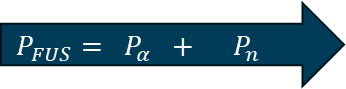 P_FUS = P_α + P_n